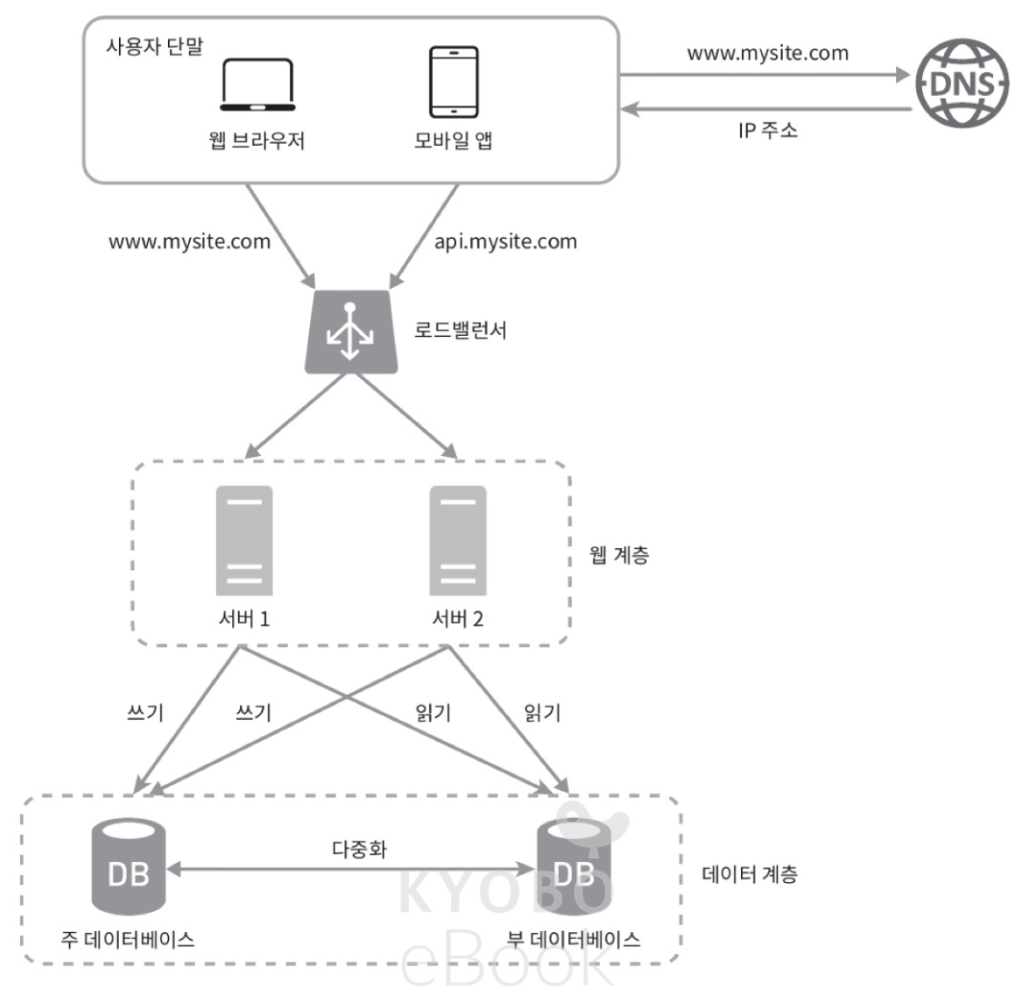 사용자 단말
웹 브라우저
모바일 앱
www.mysite.com
DNS
IP 주소
www.mysite.com
api.mysite.com
로드밸런서
서버 1
서버 2
웹 계층
쓰기
쓰기
읽기
읽기
DB
다중화
DB
데이터 계층
주 데이터베이스
부 데이터베이스
KYOBO
eBook